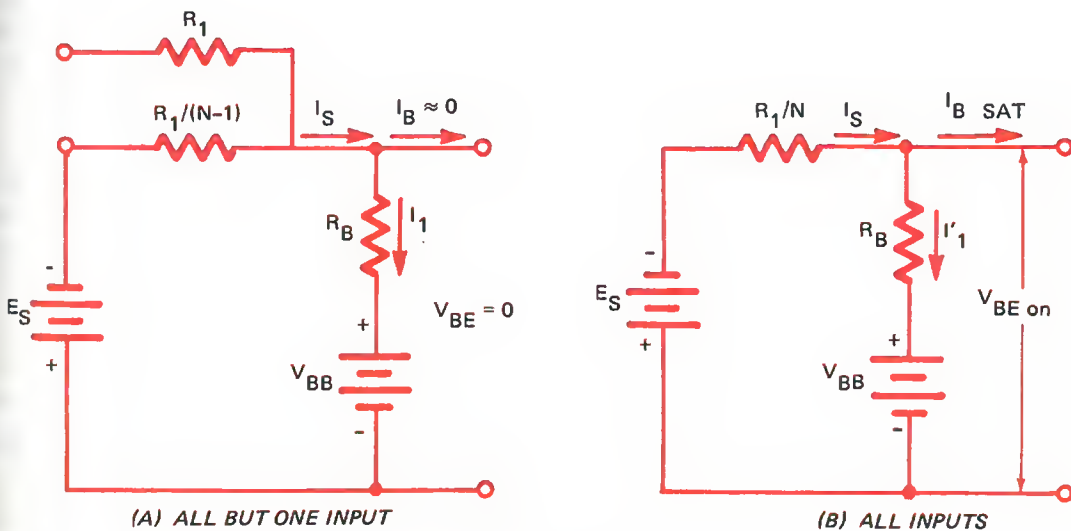 R1
R1/(N-1)
IS
IB ≈ 0
RB
I1
-
ES
+
+
VBB
-
VBE = 0
(A) ALL BUT ONE INPUT
R1/N
IS
IB SAT
RB
I'1
-
ES
+
+
VBB
-
VBE on
(B) ALL INPUTS